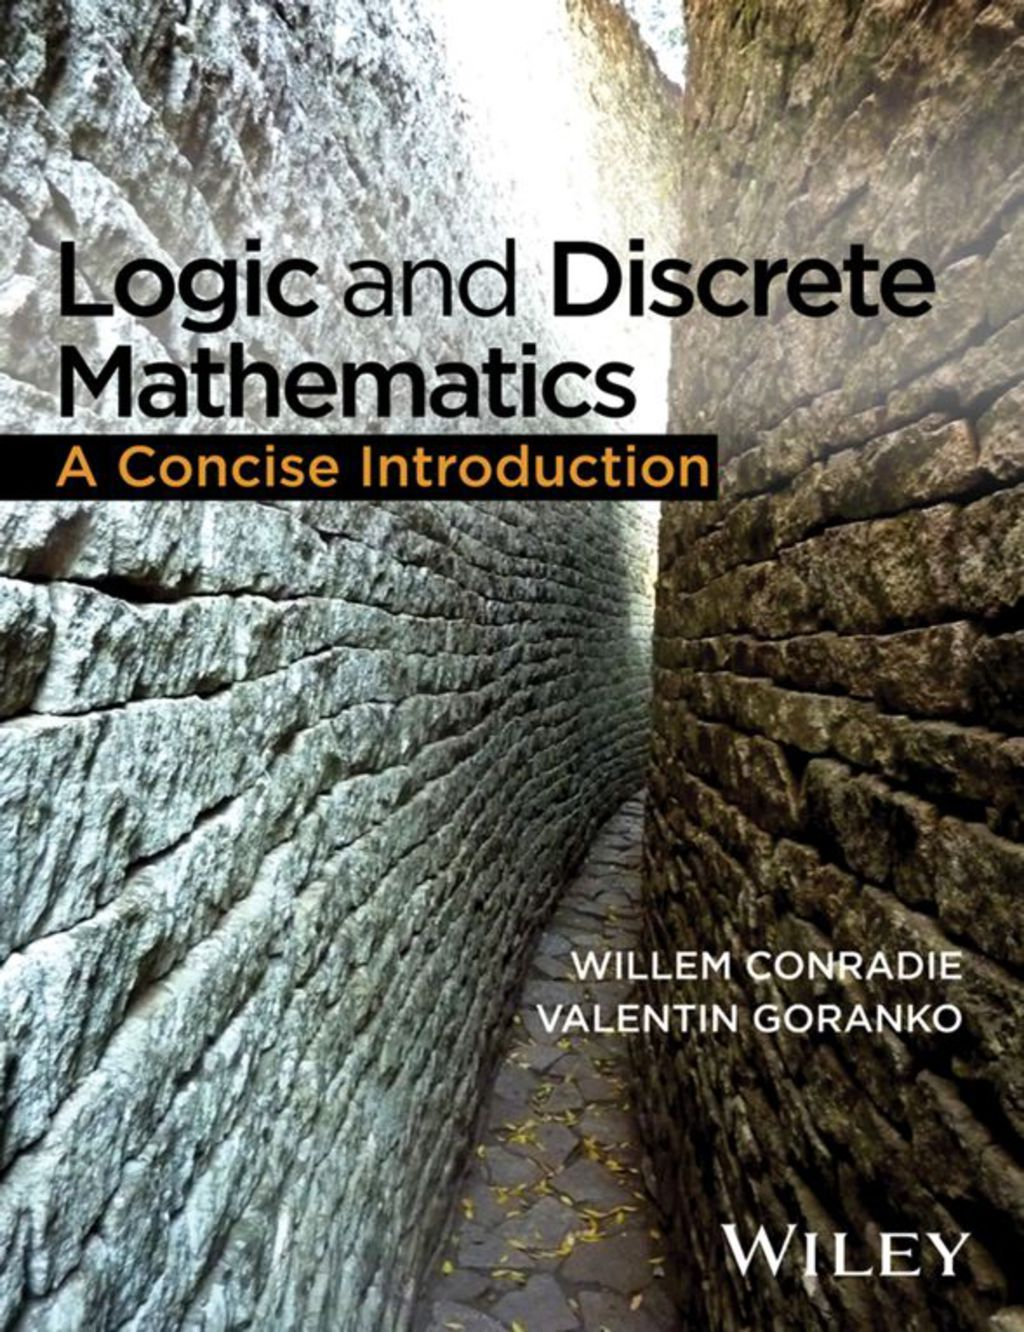 Logic and Discrete
Mathematics
A Concise Introduction
WILLEM CONRADIE
VALENTIN GORANKO
WILEY